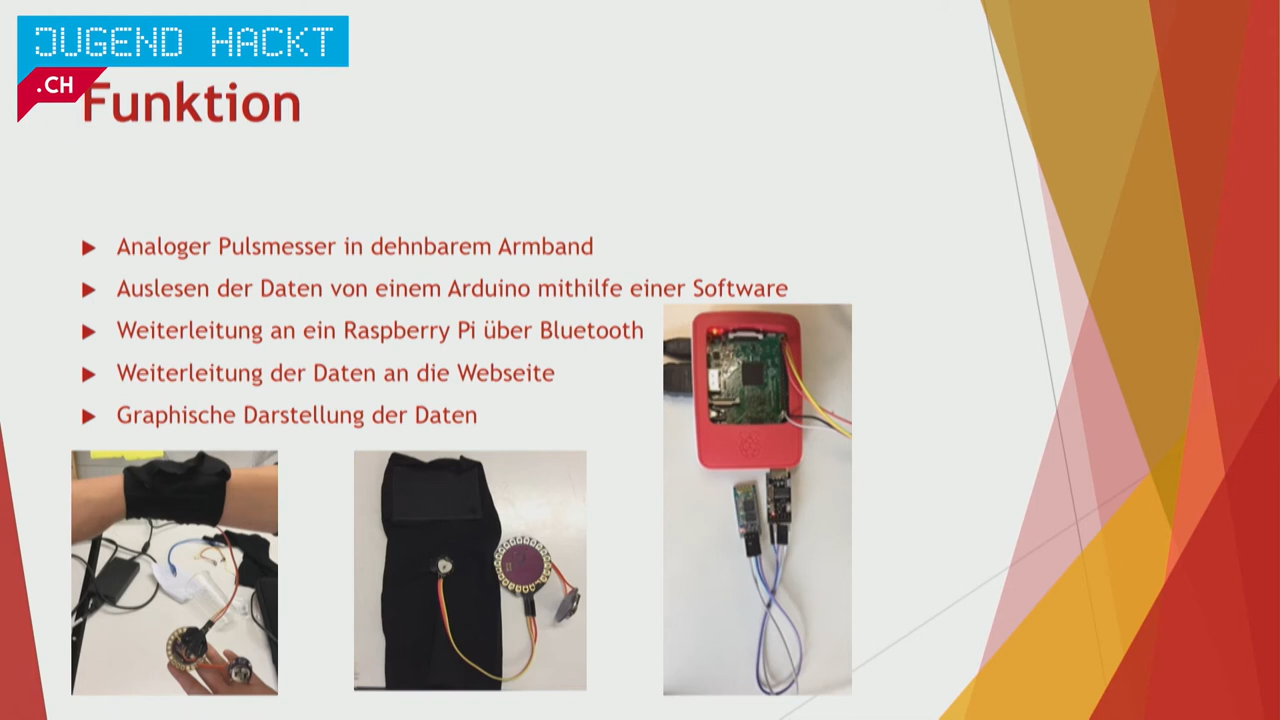 JUGEND HACKT
.CH
Funktion
Analoger Pulsmesser in dehnbarem Armband
Auslesen der Daten von einem Arduino mithilfe einer Software
Weiterleitung an ein Raspberry Pi über Bluetooth
Weiterleitung der Daten an die Webseite
Graphische Darstellung der Daten